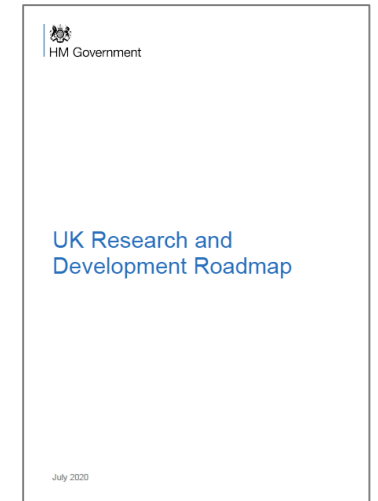 HM Government
UK Research and
Development Roadmap
July 2020